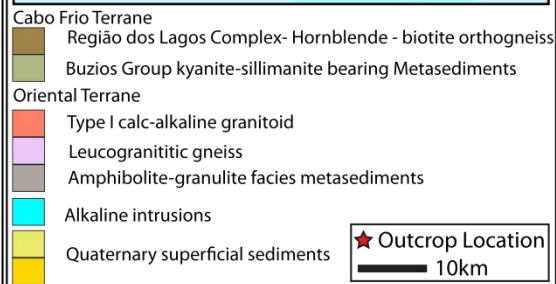 Cabo Frio Terrane
Região dos Lagos Complex- Hornblende - biotite orthogneiss
Buzios Group kyanite-sillimanite bearing Metasediments
Oriental Terrane
Type I calc-alkaline granitoid
Leucogranititic gneiss
Amphibolite-granulite facies metasediments
Alkaline intrusions
Quaternary superficial sediments
Outcrop Location
10km